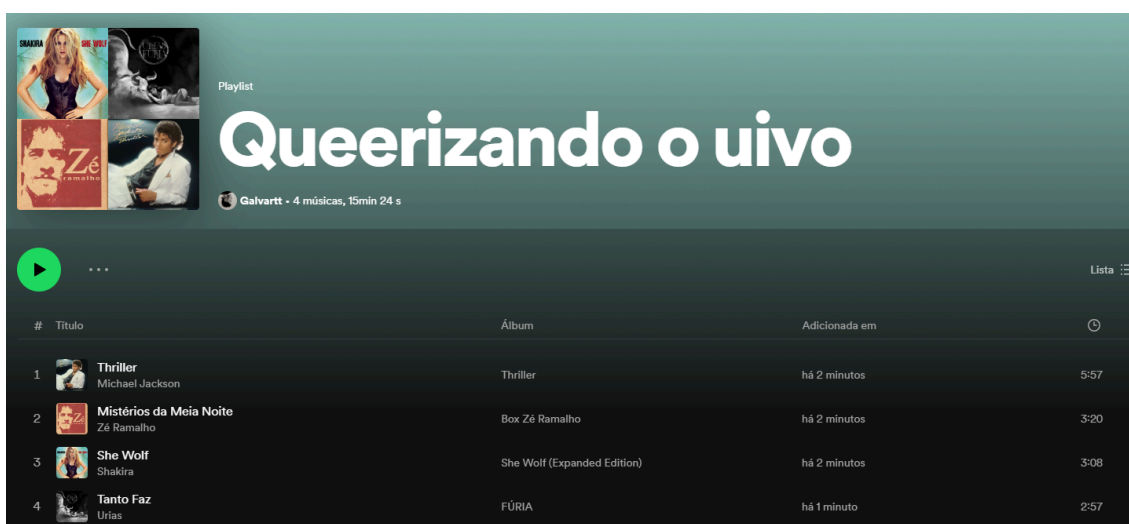 SHAKIRA SHE WOLF
Zé
ramalho
Playlist
Queerizando o uivo
Galvartt • 4 músicas, 15min 24 s
Lista
# Título Álbum Adicionada em
1 Thriller Thriller há 2 minutos 5:57
Michael Jackson
2 Mistérios da Meia Noite Box Zé Ramalho há 2 minutos 3:20
Zé Ramalho
3 She Wolf She Wolf (Expanded Edition) há 2 minutos 3:08
Shakira
4 Tanto Faz FÚRIA há 1 minuto 2:57
Urias